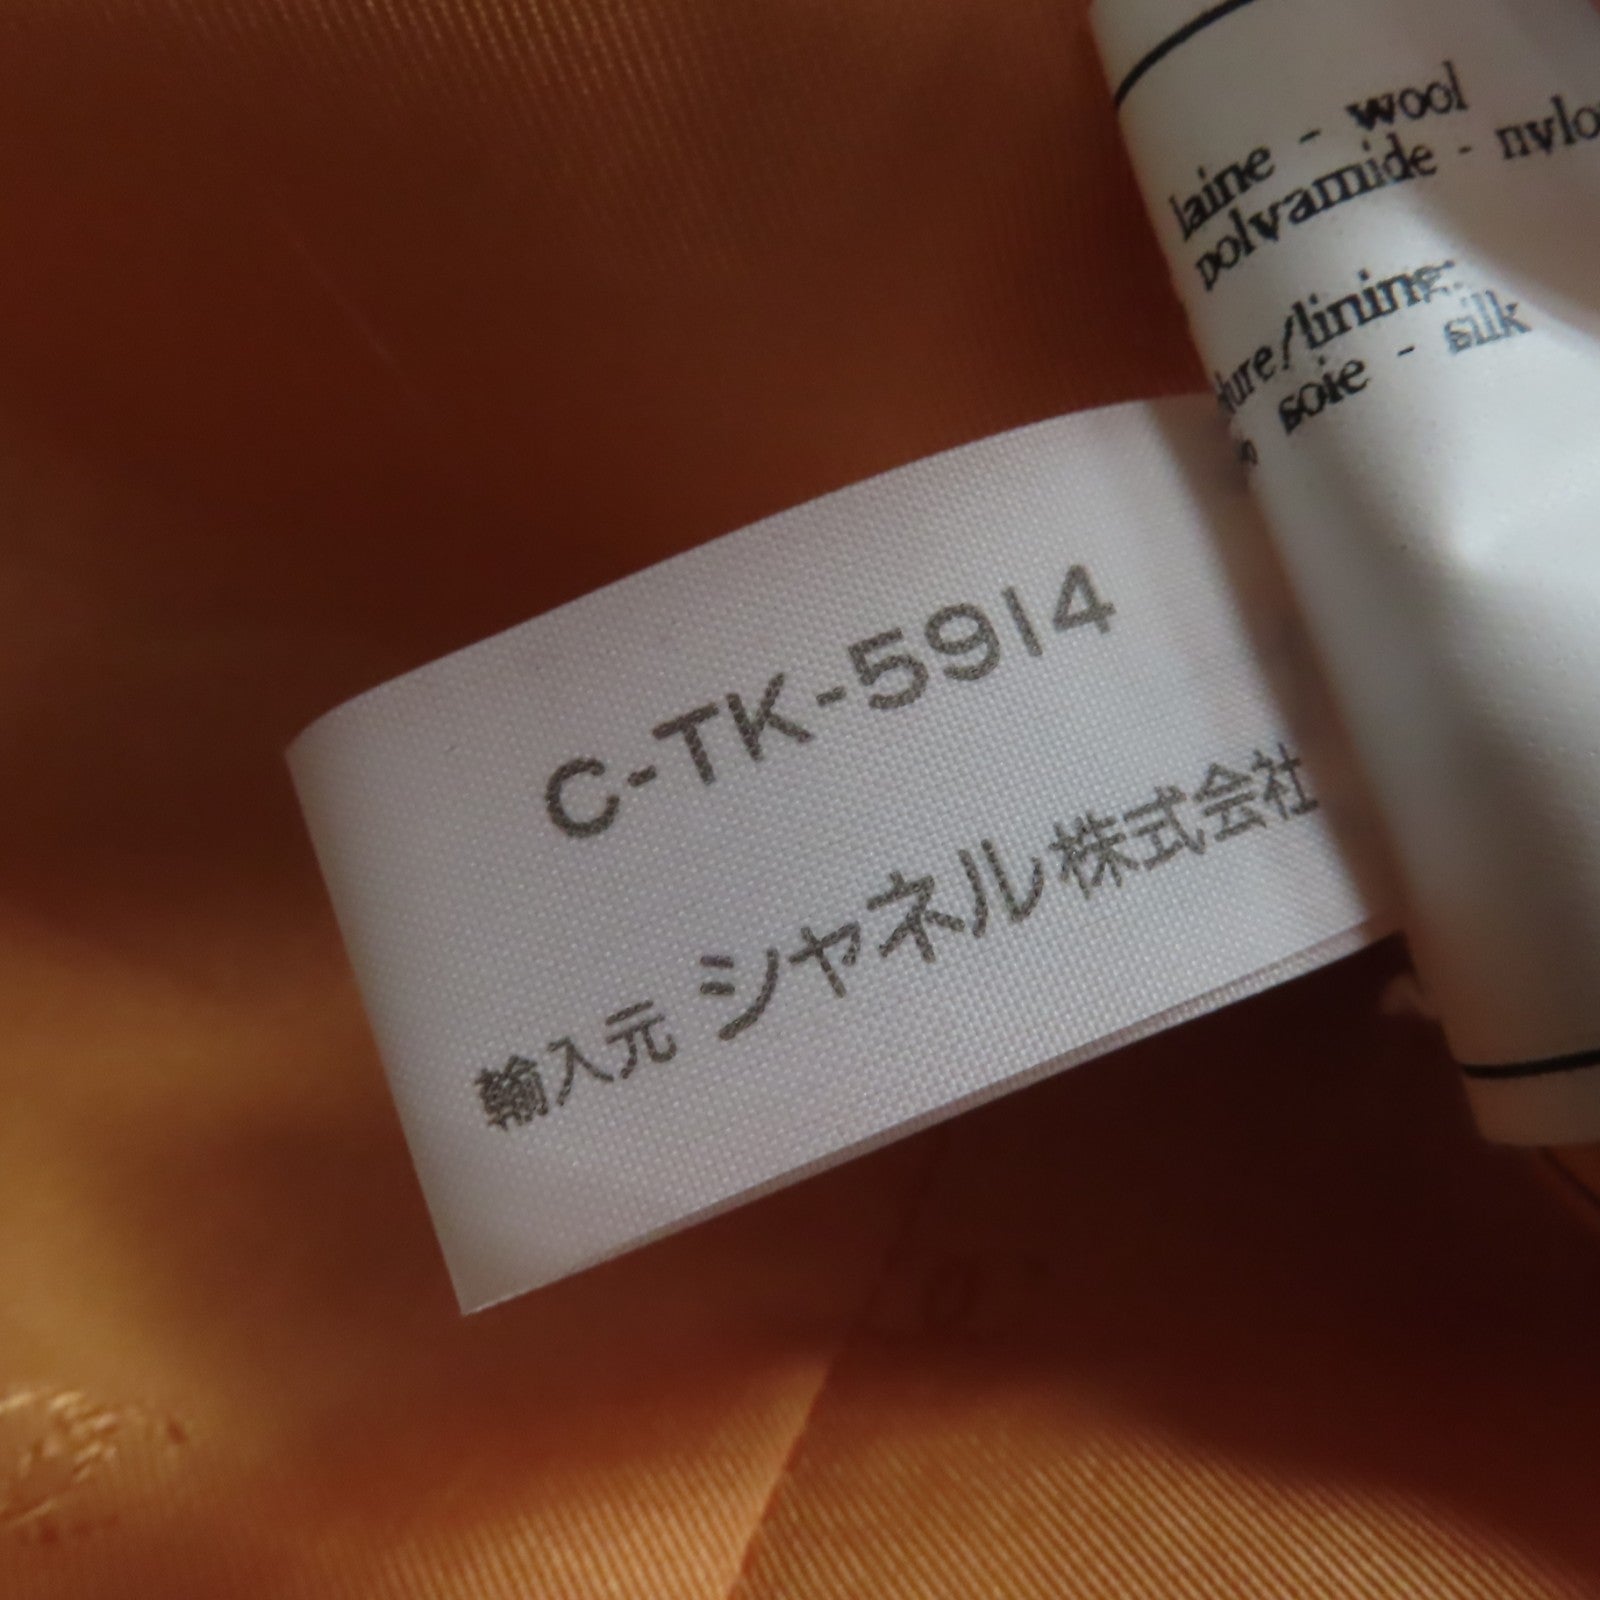 laine - wool
polyamide - nylo
ture/lining:
soie - silk
C-TK-5914
輸入元 シャネル株式会社